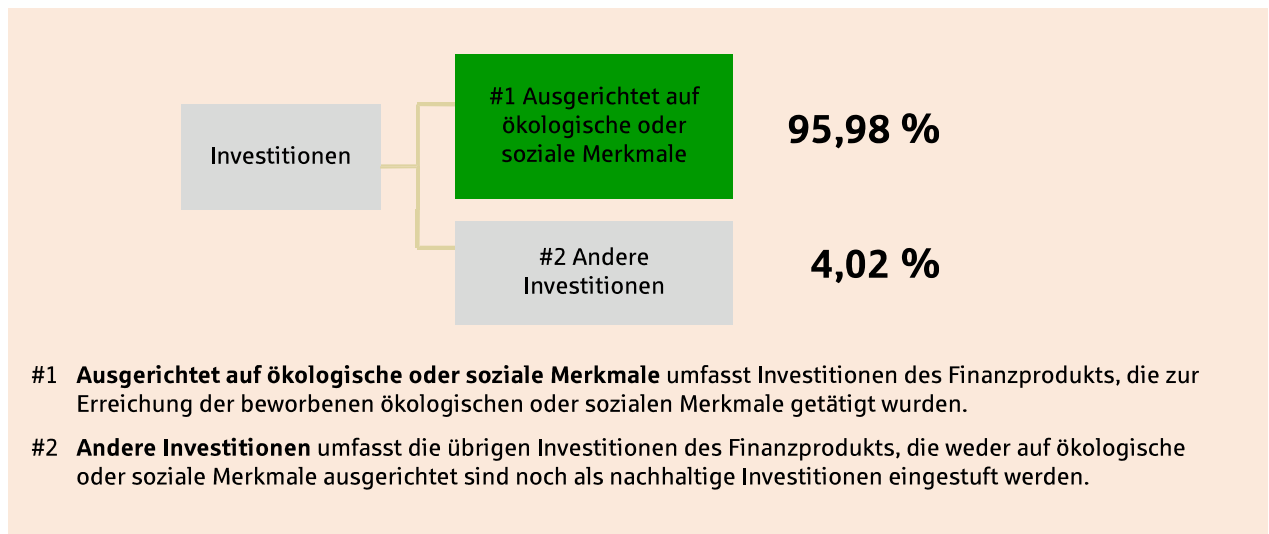 #1 Ausgerichtet auf
ökologische oder
soziale Merkmale
95,98 %
Investitionen
#2 Andere
Investitionen
4,02 %
#1 Ausgerichtet auf ökologische oder soziale Merkmale umfasst Investitionen des Finanzprodukts, die zur
Erreichung der beworbenen ökologischen oder sozialen Merkmale getätigt wurden.
#2 Andere Investitionen umfasst die übrigen Investitionen des Finanzprodukts, die weder auf ökologische
oder soziale Merkmale ausgerichtet sind noch als nachhaltige Investitionen eingestuft werden.